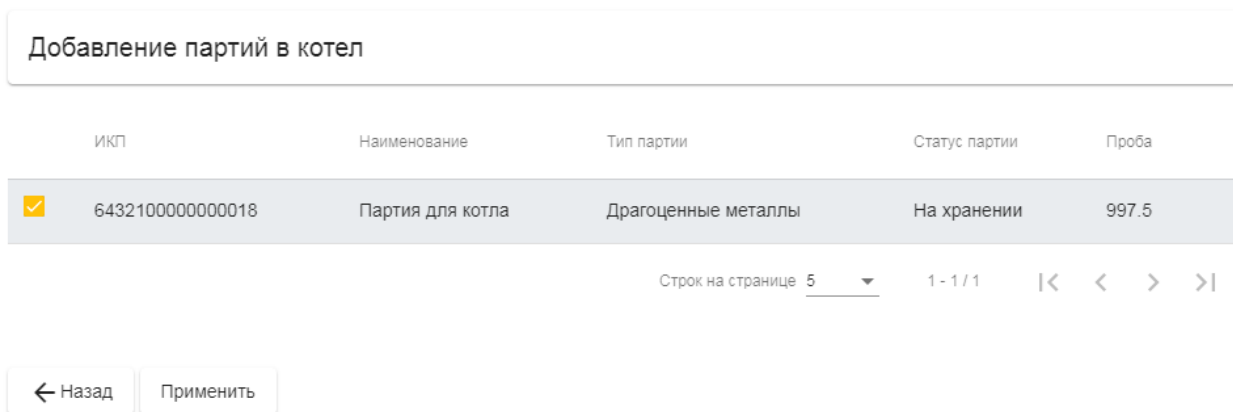 Добавление партий в котел
ИКП Наименование Тип партии Статус партии Проба
6432100000000018 Партия для котла Драгоценные металлы На хранении 997.5
Строк на странице 5 1 - 1 / 1
Назад Применить